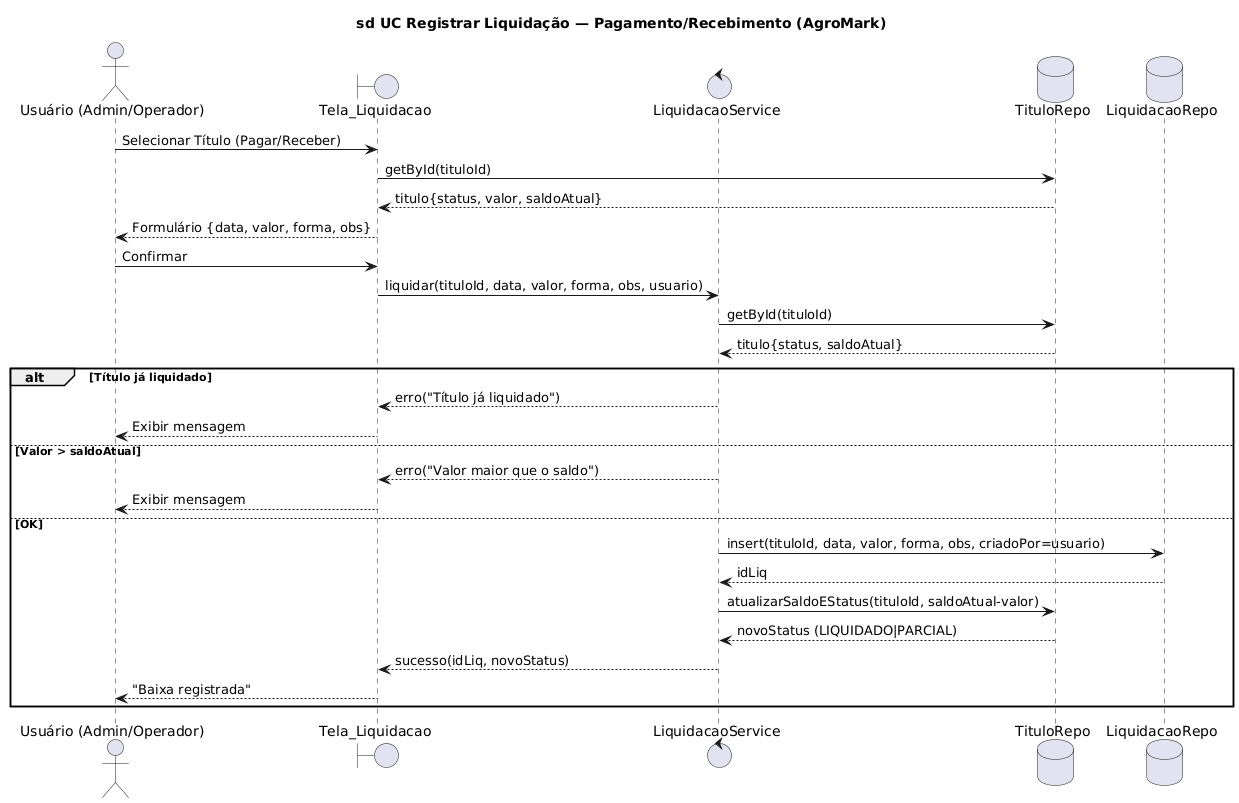 sd UC Registrar Liquidação — Pagamento/Recebimento (AgroMark)
Usuário (Admin/Operador)
Tela_Liquidacao
LiquidacaoService
TituloRepo
LiquidacaoRepo
Selecionar Título (Pagar/Receber)
getById(tituloId)
titulo{status, valor, saldoAtual}
Formulário {data, valor, forma, obs}
Confirmar
liquidar(tituloId, data, valor, forma, obs, usuario)
getById(tituloId)
titulo{status, saldoAtual}
alt
[Título já liquidado]
erro("Título já liquidado")
Exibir mensagem
[Valor > saldoAtual]
erro("Valor maior que o saldo")
Exibir mensagem
[OK]
insert(tituloId, data, valor, forma, obs, criadoPor=usuario)
idLiq
atualizarSaldoEStatus(tituloId, saldoAtual-valor)
novoStatus (LIQUIDADO|PARCIAL)
sucesso(idLiq, novoStatus)
"Baixa registrada"
Usuário (Admin/Operador)
Tela_Liquidacao
LiquidacaoService
TituloRepo
LiquidacaoRepo